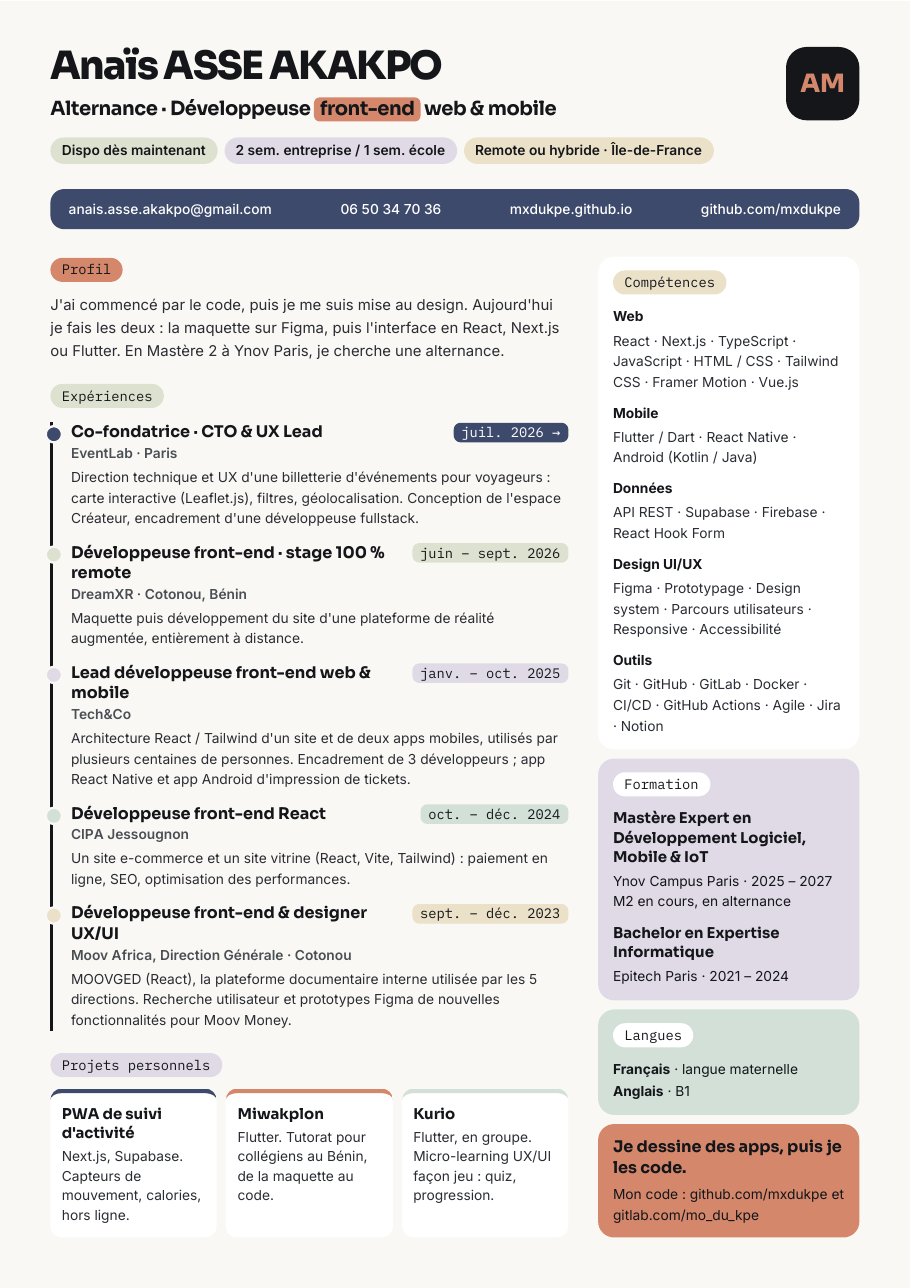 Anaïs ASSE AKAKPO
AM
Alternance · Développeuse front-end web & mobile
Dispo dès maintenant
2 sem. entreprise / 1 sem. école
Remote ou hybride · Île-de-France
anais.asse.akakpo@gmail.com
06 50 34 70 36
mxdukpe.github.io
github.com/mxdukpe
Profil
J'ai commencé par le code, puis je me suis mise au design. Aujourd'hui
je fais les deux : la maquette sur Figma, puis l'interface en React, Next.js
ou Flutter. En Mastère 2 à Ynov Paris, je cherche une alternance.
Expériences
Co-fondatrice · CTO & UX Lead
juil. 2026 →
EventLab · Paris
Direction technique et UX d'une billetterie d'événements pour voyageurs :
carte interactive (Leaflet.js), filtres, géolocalisation. Conception de l'espace
Créateur, encadrement d'une développeuse fullstack.
Développeuse front-end · stage 100 %
remote
juin – sept. 2026
DreamXR · Cotonou, Bénin
Maquette puis développement du site d'une plateforme de réalité
augmentée, entièrement à distance.
Lead développeuse front-end web &
mobile
janv. – oct. 2025
Tech&Co
Architecture React / Tailwind d'un site et de deux apps mobiles, utilisés par
plusieurs centaines de personnes. Encadrement de 3 développeurs ; app
React Native et app Android d'impression de tickets.
Développeuse front-end React
oct. – déc. 2024
CIPA Jessougnon
Un site e-commerce et un site vitrine (React, Vite, Tailwind) : paiement en
ligne, SEO, optimisation des performances.
Développeuse front-end & designer
UX/UI
sept. – déc. 2023
Moov Africa, Direction Générale · Cotonou
MOOVGED (React), la plateforme documentaire interne utilisée par les 5
directions. Recherche utilisateur et prototypes Figma de nouvelles
fonctionnalités pour Moov Money.
Projets personnels
PWA de suivi
d'activité
Next.js, Supabase.
Capteurs de
mouvement, calories,
hors ligne.
Miwakplon
Flutter. Tutorat pour
collégiens au Bénin,
de la maquette au
code.
Kurio
Flutter, en groupe.
Micro-learning UX/UI
façon jeu : quiz,
progression.
Compétences
Web
React · Next.js · TypeScript ·
JavaScript · HTML / CSS · Tailwind
CSS · Framer Motion · Vue.js
Mobile
Flutter / Dart · React Native ·
Android (Kotlin / Java)
Données
API REST · Supabase · Firebase ·
React Hook Form
Design UI/UX
Figma · Prototypage · Design
system · Parcours utilisateurs ·
Responsive · Accessibilité
Outils
Git · GitHub · GitLab · Docker ·
CI/CD · GitHub Actions · Agile · Jira
· Notion
Formation
Mastère Expert en
Développement Logiciel,
Mobile & IoT
Ynov Campus Paris · 2025 – 2027
M2 en cours, en alternance
Bachelor en Expertise
Informatique
Epitech Paris · 2021 – 2024
Langues
Français · langue maternelle
Anglais · B1
Je dessine des apps, puis je
les code.
Mon code : github.com/mxdukpe et
gitlab.com/mo_du_kpe